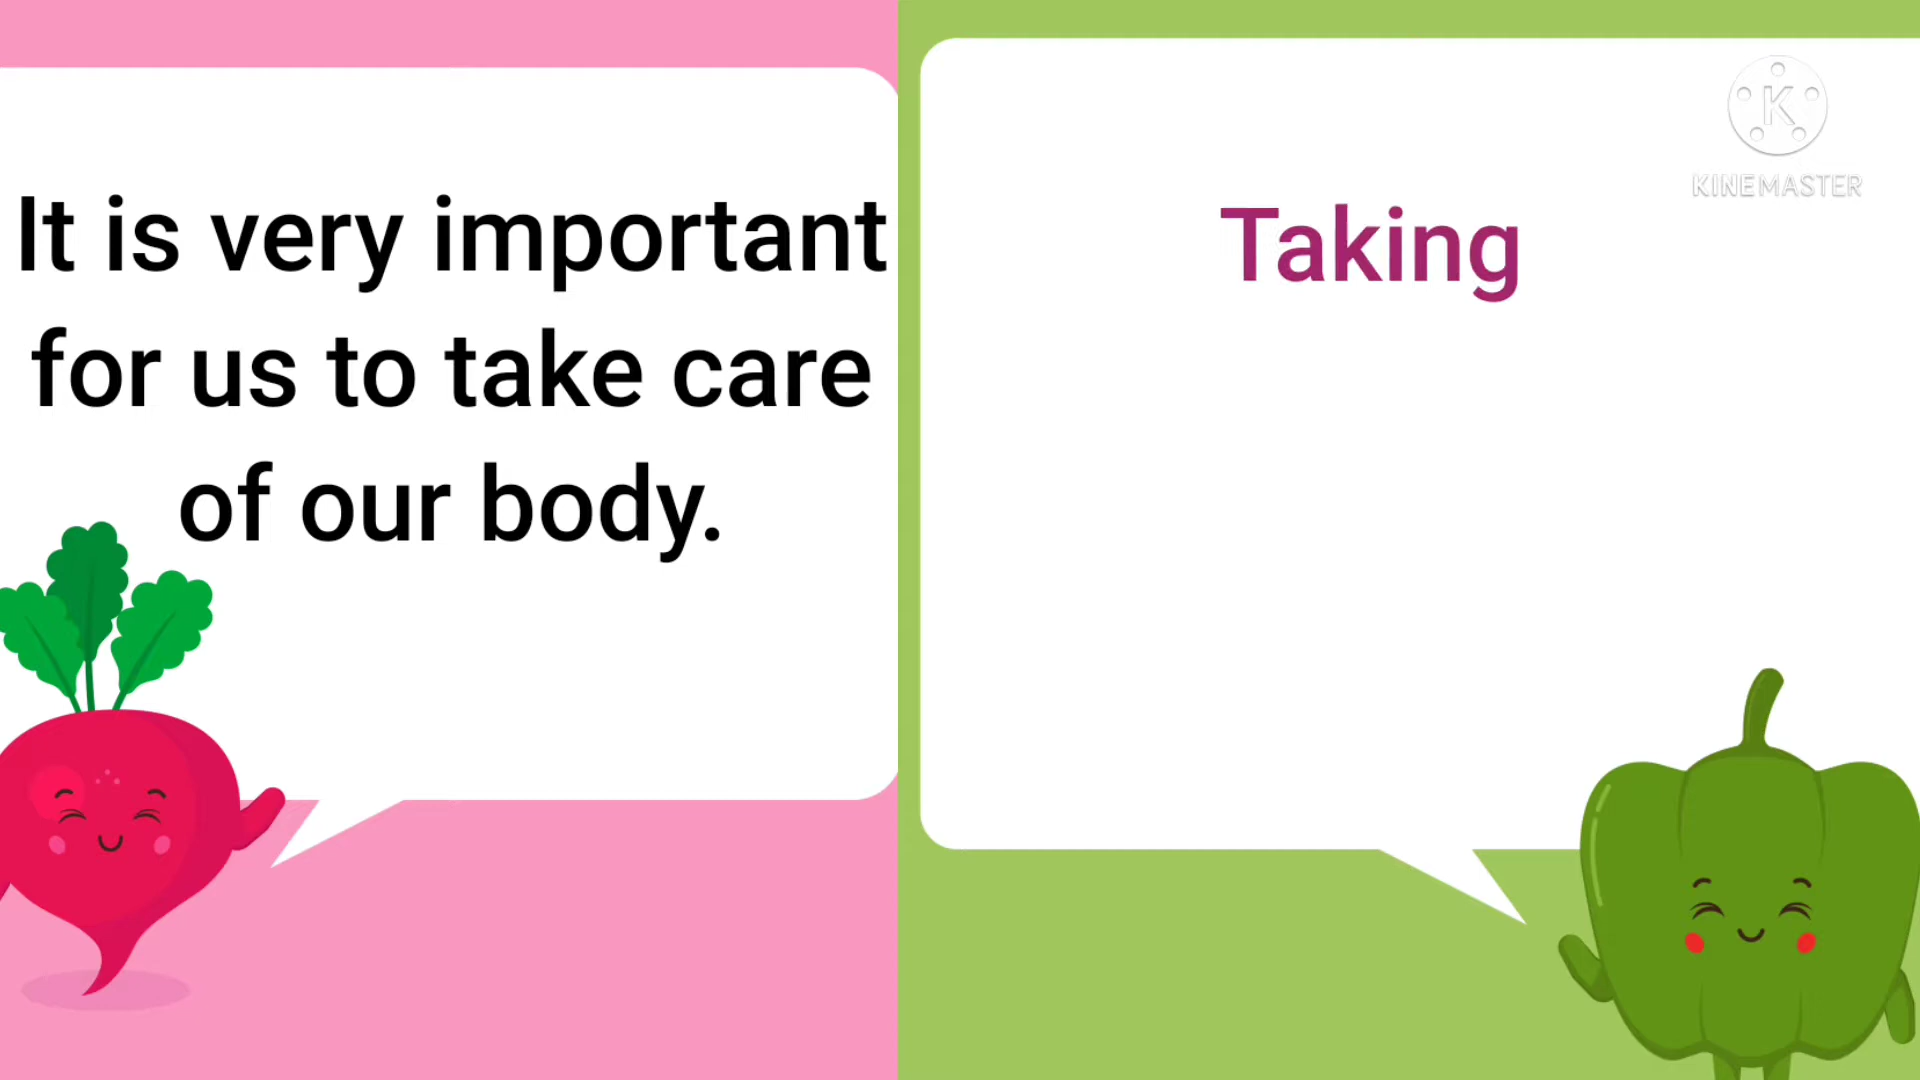 It is very important
for us to take care
of our body.
Taking
K
KINEMASTER